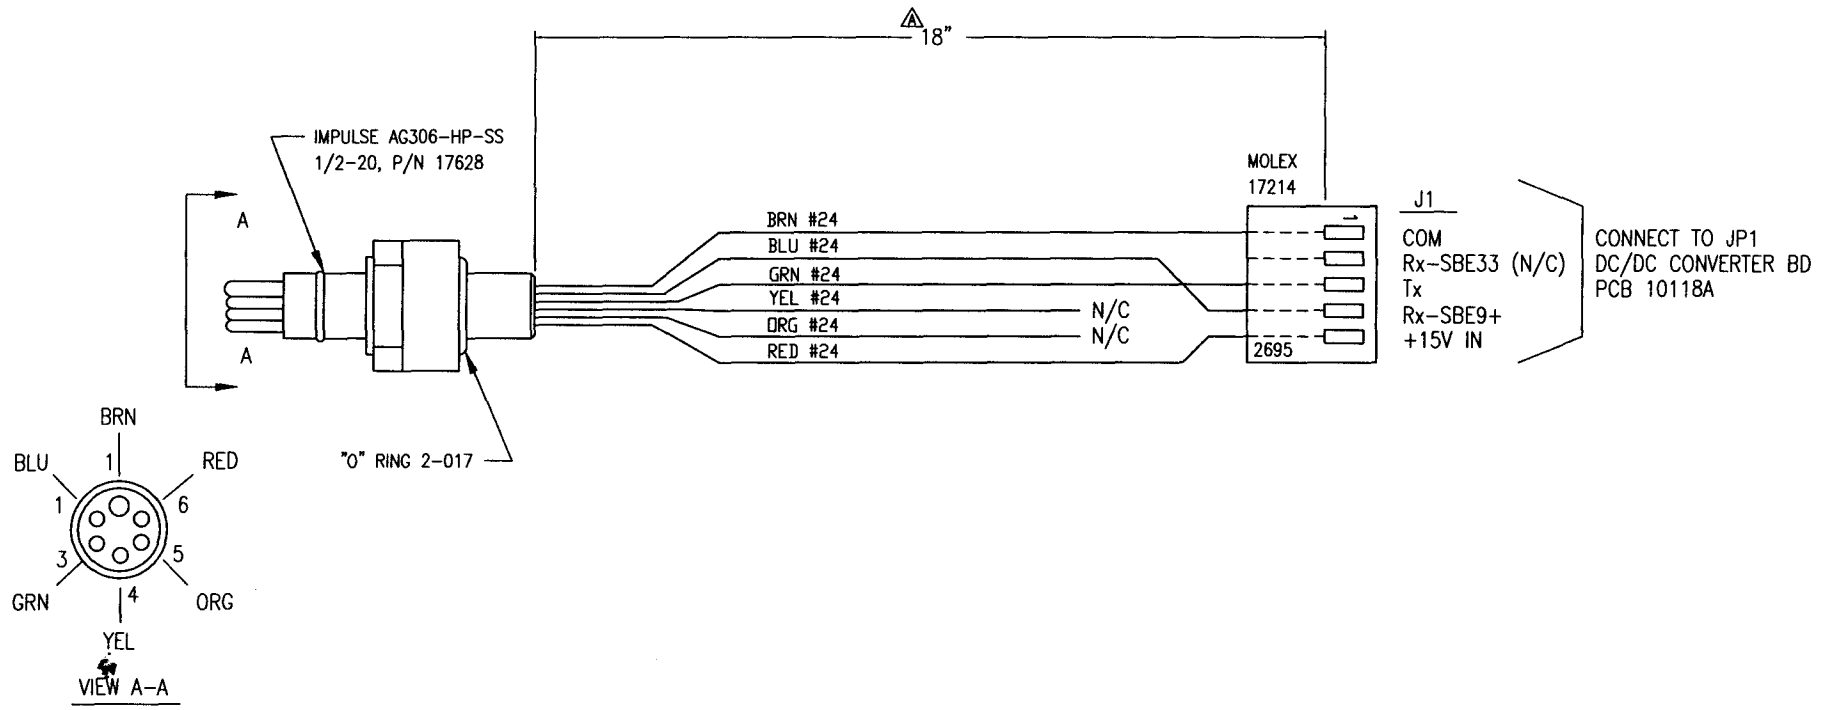 A
18"
IMPULSE AG306-HP-SS
1/2-20, P/N 17628
MOLEX
17214
A
A
BRN #24
BLU #24
GRN #24
YEL #24
ORG #24
RED #24
N/C
N/C
1
2695
J1
COM
Rx-SBE33 (N/C)
Tx
Rx-SBE9+
+15V IN
CONNECT TO JP1
DC/DC CONVERTER BD
PCB 10118A
"O" RING 2-017
BRN
BLU
RED
1
1
6
3
5
4
GRN
ORG
YEL
VIEW A-A